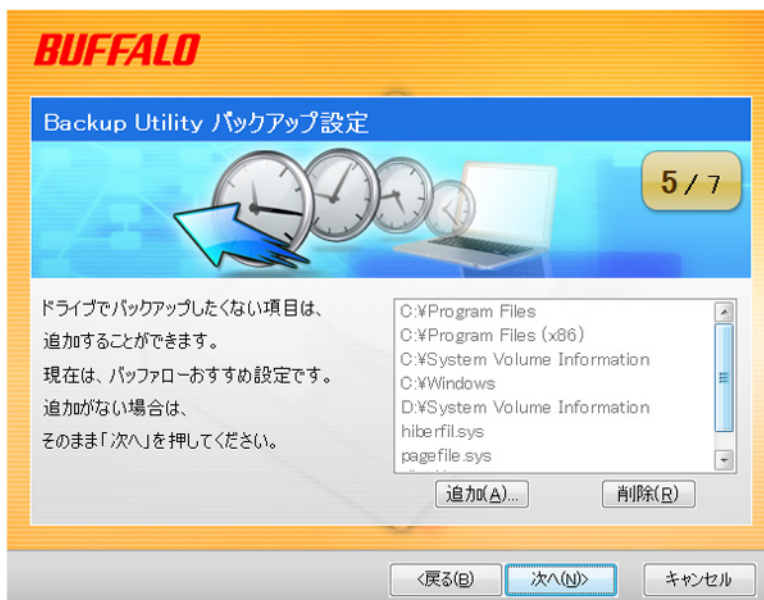 BUFFALO
Backup Utility バックアップ設定
5 / 7
ドライブでバックアップしたくない項目は、
追加することができます。
現在は、バッファローおすすめ設定です。
追加がない場合は、
そのまま「次へ」を押してください。
C:¥Program Files
C:¥Program Files (x86)
C:¥System Volume Information
C:¥Windows
D:¥System Volume Information
hiberfil.sys
pagefile.sys
追加(A)...
削除(R)
<戻る(B)
次へ(N)>
キャンセル